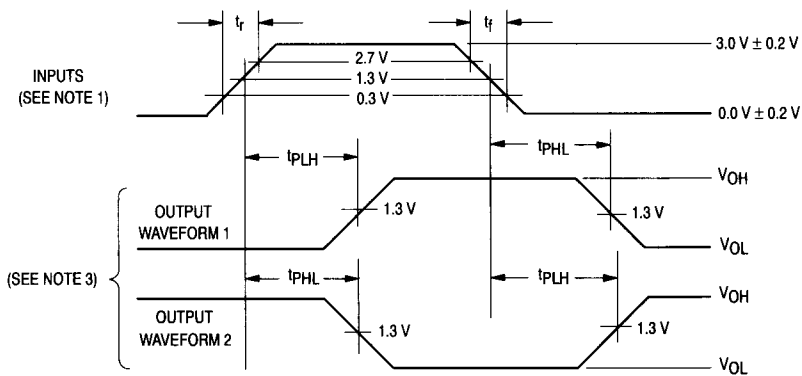 tr
tf
3.0 V ± 0.2 V
2.7 V
INPUTS
(SEE NOTE 1)
1.3 V
0.3 V
0.0 V ± 0.2 V
tPLH
tPHL
VOH
OUTPUT
WAVEFORM 1
1.3 V
1.3 V
VOL
(SEE NOTE 3)
tPHL
tPLH
VOH
OUTPUT
WAVEFORM 2
1.3 V
1.3 V
VOL